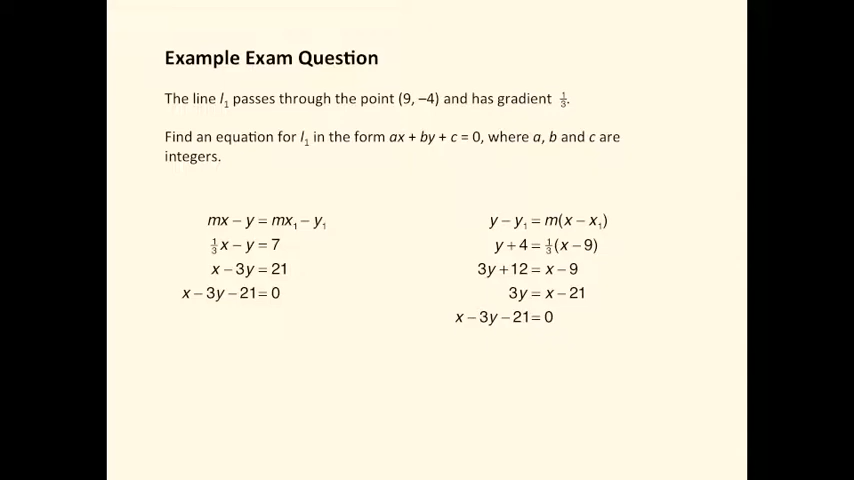 Example Exam Question
The line l₁ passes through the point (9, –4) and has gradient 1/3.
Find an equation for l₁ in the form ax + by + c = 0, where a, b and c are
integers.
mx – y = mx₁ – y₁
1/3 x – y = 7
x – 3y = 21
x – 3y – 21 = 0
y – y₁ = m(x – x₁)
y + 4 = 1/3 (x – 9)
3y + 12 = x – 9
3y = x – 21
x – 3y – 21 = 0